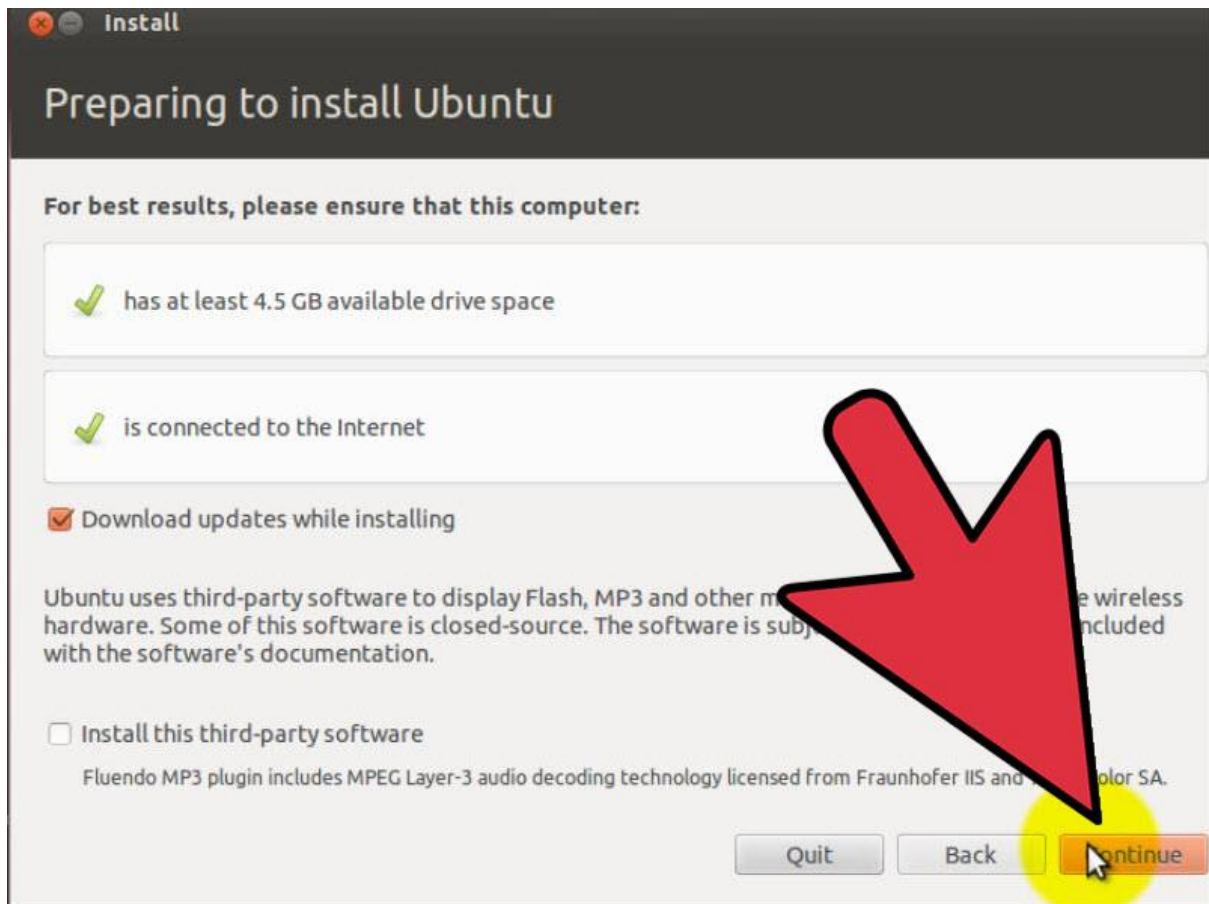 Install
Preparing to install Ubuntu
For best results, please ensure that this computer:
has at least 4.5 GB available drive space
is connected to the Internet
Download updates while installing
Ubuntu uses third-party software to display Flash, MP3 and other wireless
hardware. Some of this software is closed-source. The software is included
with the software's documentation.
Install this third-party software
Fluendo MP3 plugin includes MPEG Layer-3 audio decoding technology licensed from Fraunhofer IIS and SA.
Quit
Back
Continue